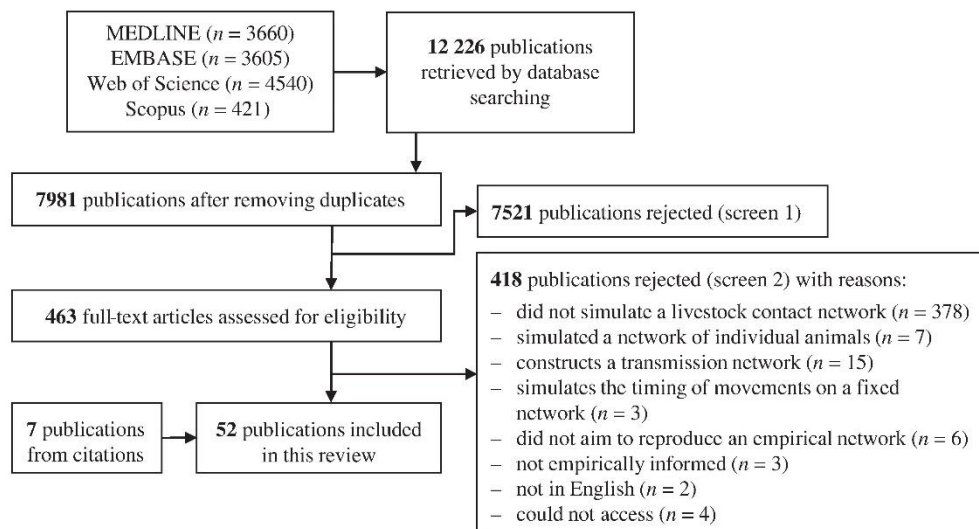 MEDLINE (n = 3660)
EMBASE (n = 3605)
Web of Science (n = 4540)
Scopus (n = 421)
12 226 publications
retrieved by database
searching
7981 publications after removing duplicates
7521 publications rejected (screen 1)
463 full-text articles assessed for eligibility
418 publications rejected (screen 2) with reasons:
– did not simulate a livestock contact network (n = 378)
– simulated a network of individual animals (n = 7)
– constructs a transmission network (n = 15)
– simulates the timing of movements on a fixed
network (n = 3)
– did not aim to reproduce an empirical network (n = 6)
– not empirically informed (n = 3)
– not in English (n = 2)
– could not access (n = 4)
7 publications
from citations
52 publications included
in this review